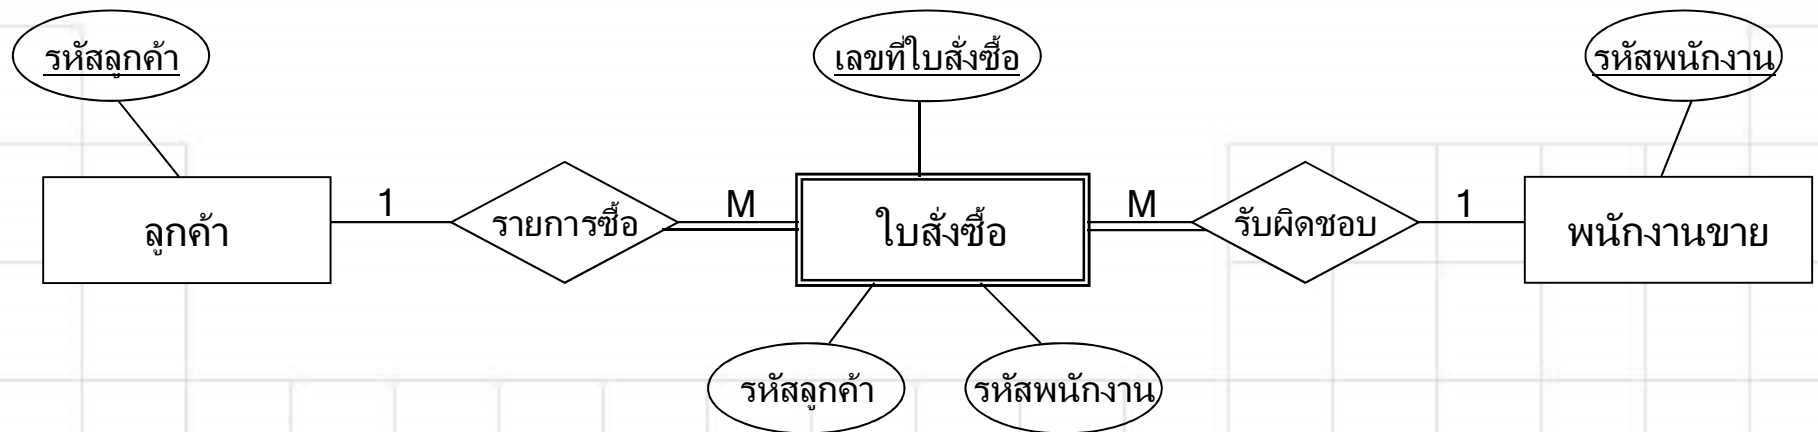 รหัสลูกค้า
เลขที่ใบสั่งซื้อ
รหัสพนักงาน
ลูกค้า
1
รายการซื้อ
M
ใบสั่งซื้อ
M
รับผิดชอบ
1
พนักงานขาย
รหัสลูกค้า
รหัสพนักงาน